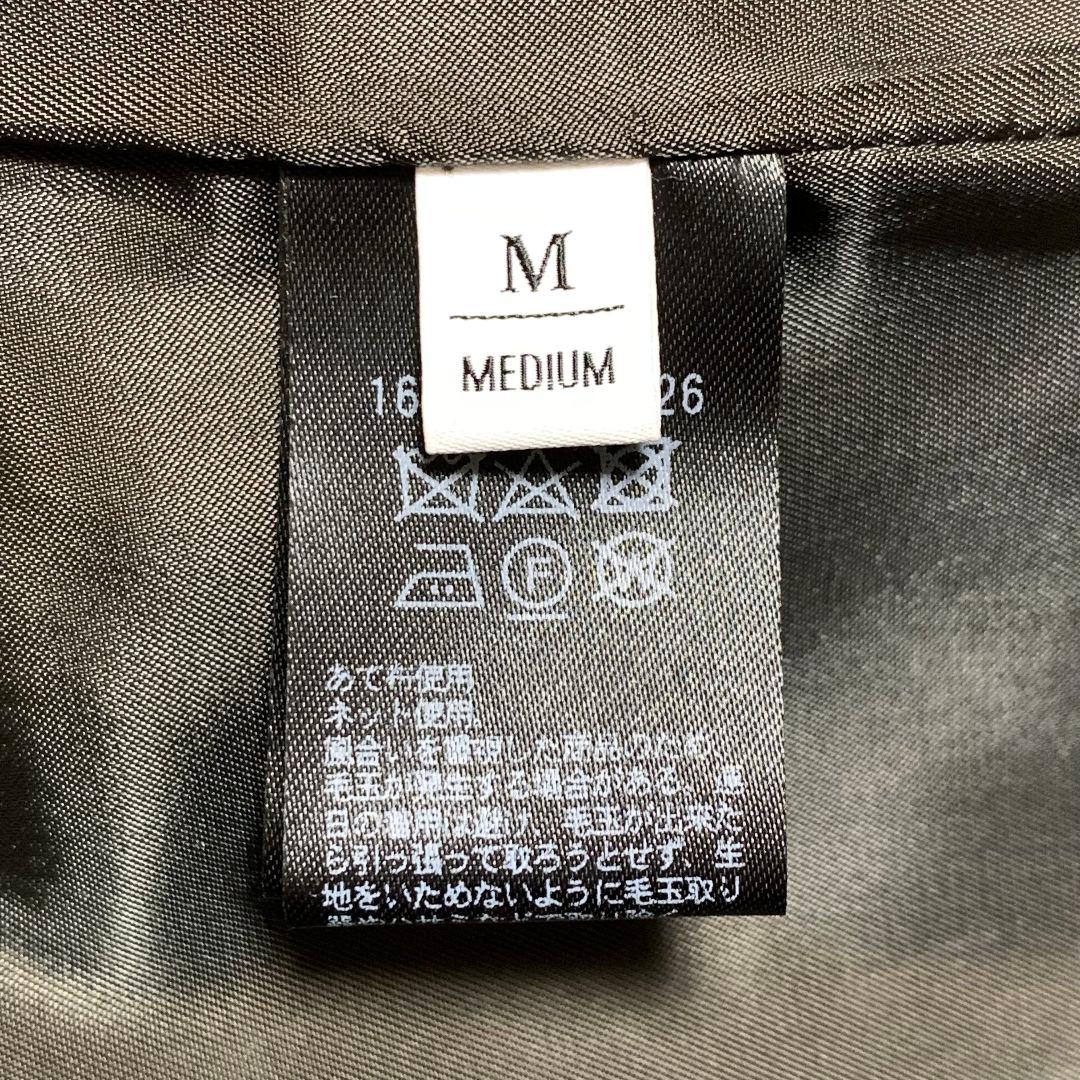 M
MEDIUM
16 26
F
W
あて布使用
ネット使用
風合いを重視した商品のため
毛玉が発生する場合がある、連
日の着用は避け、毛玉が出来た
ら引っ張って取ろうとせず、生
地をいためないように毛玉取り